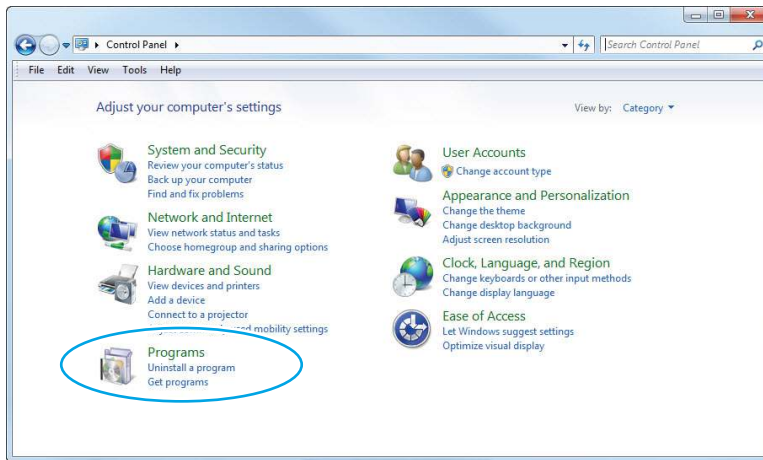 Control Panel
Search Control Panel
File Edit View Tools Help
Adjust your computer's settings
View by: Category
System and Security
Review your computer's status
Back up your computer
Find and fix problems
Network and Internet
View network status and tasks
Choose homegroup and sharing options
Hardware and Sound
View devices and printers
Add a device
Connect to a projector
mobility settings
Programs
Uninstall a program
Get programs
User Accounts
Change account type
Appearance and Personalization
Change the theme
Change desktop background
Adjust screen resolution
Clock, Language, and Region
Change keyboards or other input methods
Change display language
Ease of Access
Let Windows suggest settings
Optimize visual display